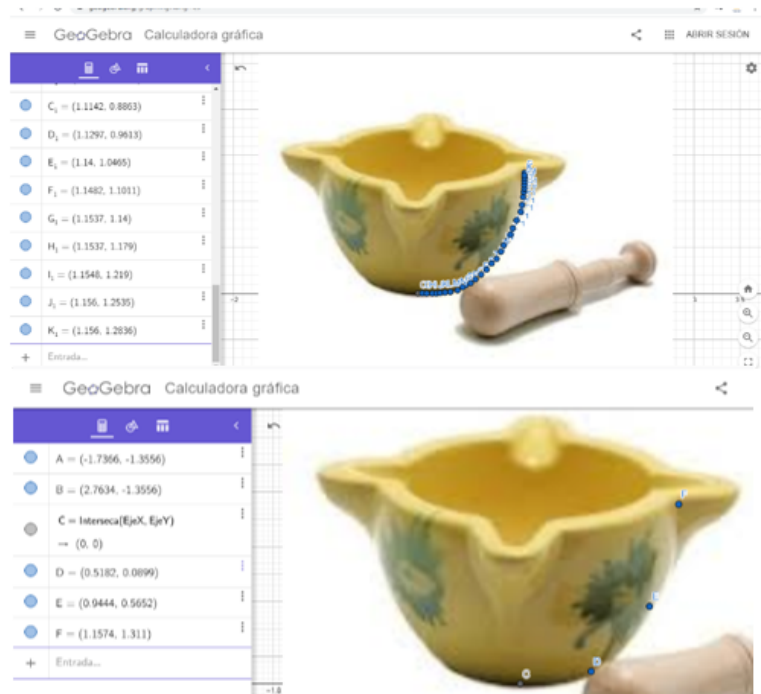 GeoGebra Calculadora gráfica
ABRIR SESIÓN
C₁ = (1.1142, 0.8863)
D₁ = (1.1297, 0.9613)
E₁ = (1.14, 1.0465)
F₁ = (1.1482, 1.1011)
G₁ = (1.1537, 1.14)
H₁ = (1.1537, 1.179)
I₁ = (1.1548, 1.219)
J₁ = (1.156, 1.2535)
K₁ = (1.156, 1.2836)
+ Entrada...
-2
1
GeoGebra Calculadora gráfica
A = (-1.7366, -1.3556)
B = (2.7634, -1.3556)
C = Interseca(EjeX, EjeY)
→ (0, 0)
D = (0.5182, 0.0899)
E = (0.9444, 0.5652)
F = (1.1574, 1.311)
+ Entrada...
-1.8